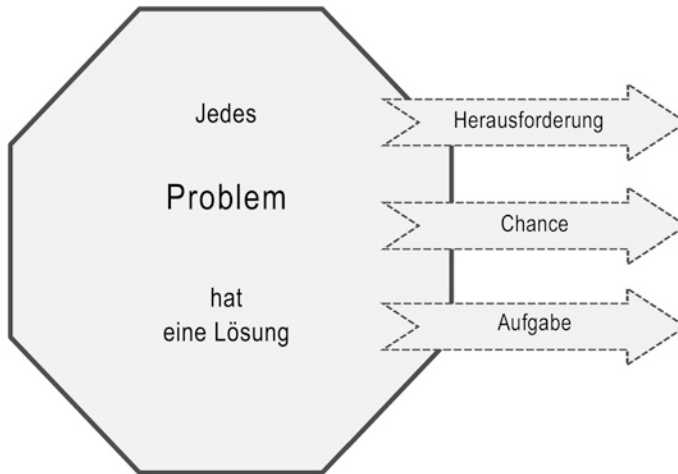 Jedes
Problem
hat
eine Lösung
Herausforderung
Chance
Aufgabe